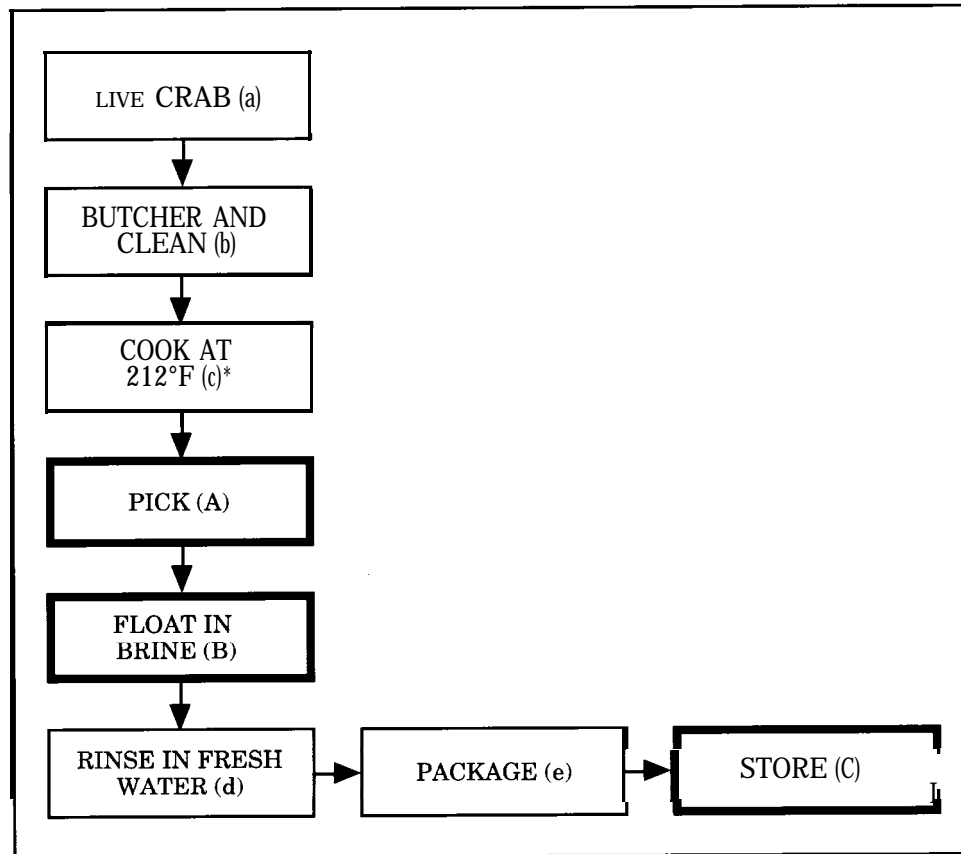 LIVE CRAB (a)
BUTCHER AND
CLEAN (b)
COOK AT
212°F (c)*
PICK (A)
FLOAT IN
BRINE (B)
RINSE IN FRESH
WATER (d)
PACKAGE (e)
STORE (C)